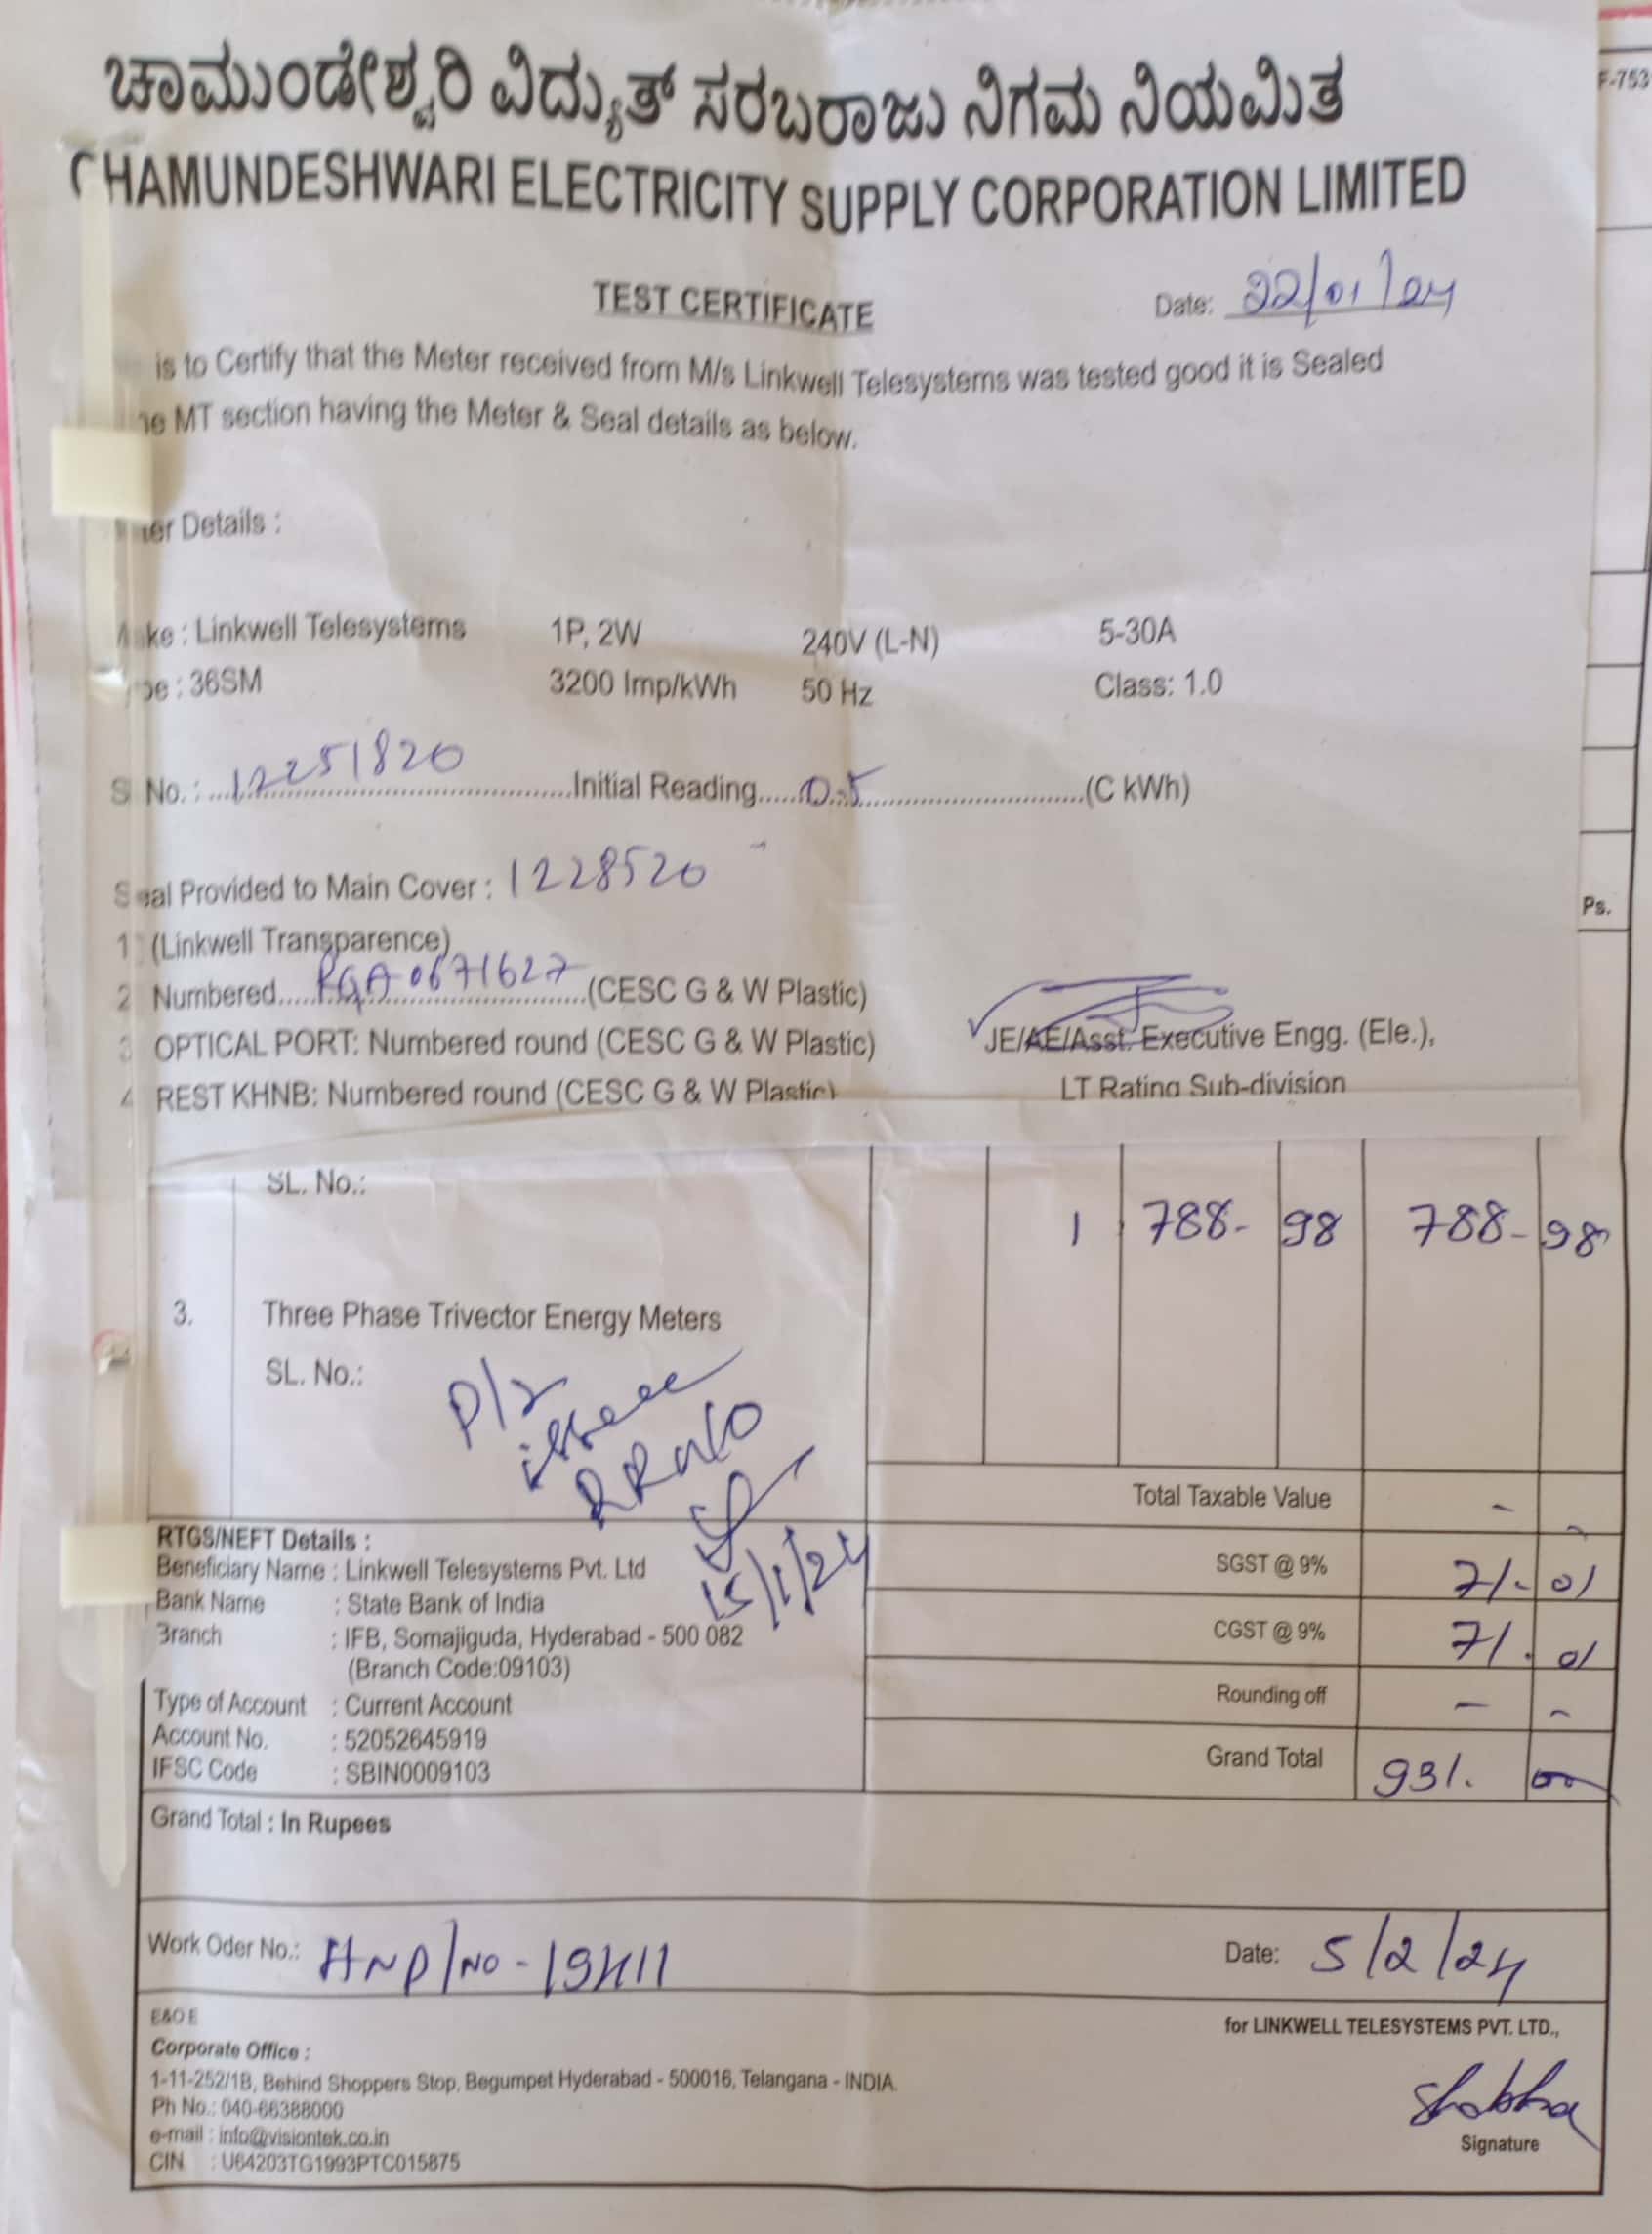 F-753
ಚಾಮುಂಡೇಶ್ವರಿ ವಿದ್ಯುತ್ ಸರಬರಾಜು ನಿಗಮ ನಿಯಮಿತ
CHAMUNDESHWARI ELECTRICITY SUPPLY CORPORATION LIMITED
TEST CERTIFICATE Date: 22/01/24
is to Certify that the Meter received from M/s Linkwell Telesystems was tested good it is Sealed
MT section having the Meter & Seal details as below.
Details :
Linkwell Telesystems 1P, 2W 240V (L-N) 5-30A
: 36SM 3200 Imp/kWh 50 Hz Class: 1.0
No.: 12251820 Initial Reading 0.5 (C kWh)
Seal Provided to Main Cover : 1228520
1 (Linkwell Transparence)
2 Numbered RGA0671627 (CESC G & W Plastic)
3 OPTICAL PORT: Numbered round (CESC G & W Plastic) JE/AE/Asst. Executive Engg. (Ele.),
4 REST KHNB: Numbered round (CESC G & W Plastic) LT Rating Sub-division
Ps.
SL. No.: 1 788- 98 788- 98
3. Three Phase Trivector Energy Meters
SL. No.:
issue
15/1/24
Total Taxable Value - -
RTGS/NEFT Details :
Beneficiary Name : Linkwell Telesystems Pvt. Ltd SGST @ 9% 71- 01
Bank Name : State Bank of India
Branch : IFB, Somajiguda, Hyderabad - 500 082 CGST @ 9% 71. 01
(Branch Code:09103)
Type of Account : Current Account Rounding off - -
Account No. : 52052645919
IFSC Code : SBIN0009103 Grand Total 931. 00
Grand Total : In Rupees
Work Oder No.: HND/NO-19411 Date: 5/2/24
E&O E
Corporate Office : for LINKWELL TELESYSTEMS PVT. LTD.,
1-11-252/1B, Behind Shoppers Stop, Begumpet Hyderabad - 500016, Telangana - INDIA.
Ph No.: 040-66388000
e-mail : info@visiontek.co.in Shobha
CIN : U64203TG1993PTC015875 Signature